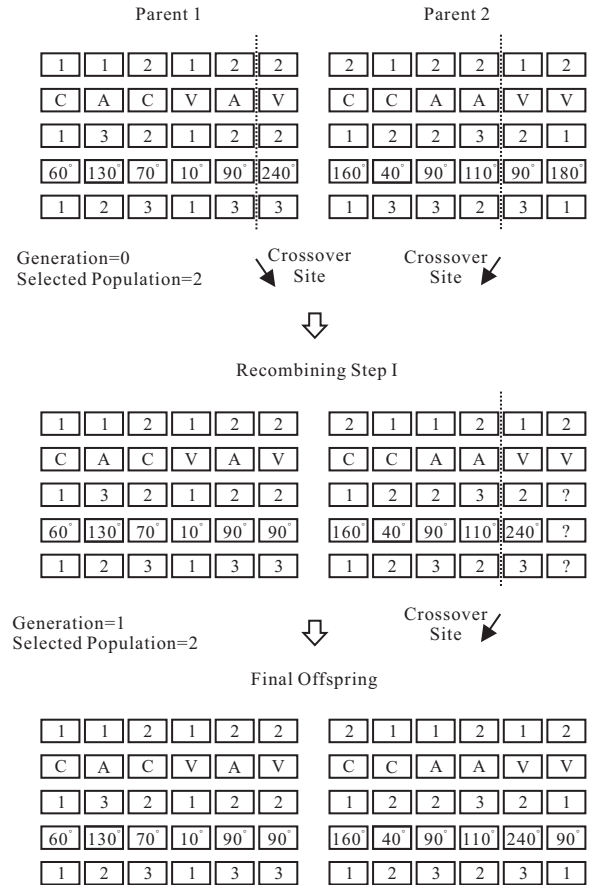 Parent 1 Parent 2
1 1 2 1 2 2 2 1 2 2 1 2
C A C V A V C C A A V V
1 3 2 1 2 2 1 2 2 3 2 1
60° 130° 70° 10° 90° 240° 160° 40° 90° 110° 90° 180°
1 2 3 1 3 3 1 3 3 2 3 1
Generation=0
Selected Population=2
Crossover
Site
Crossover
Site
Recombining Step I
1 1 2 1 2 2 2 1 1 2 1 2
C A C V A V C C A A V V
1 3 2 1 2 2 1 2 2 3 2 ?
60° 130° 70° 10° 90° 90° 160° 40° 90° 110° 240° ?
1 2 3 1 3 3 1 2 3 2 3 ?
Generation=1
Selected Population=2
Crossover
Site
Final Offspring
1 1 2 1 2 2 2 1 1 2 1 2
C A C V A V C C A A V V
1 3 2 1 2 2 1 2 2 3 2 1
60° 130° 70° 10° 90° 90° 160° 40° 90° 110° 240° 90°
1 2 3 1 3 3 1 2 3 2 3 1